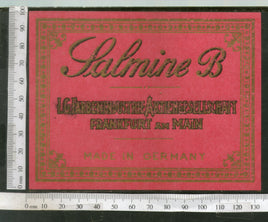 Salmine B
I.G. FARBENINDUSTRIE AKTIENGESELLSCHAFT
FRANKFURT AM MAIN
MADE IN GERMANY